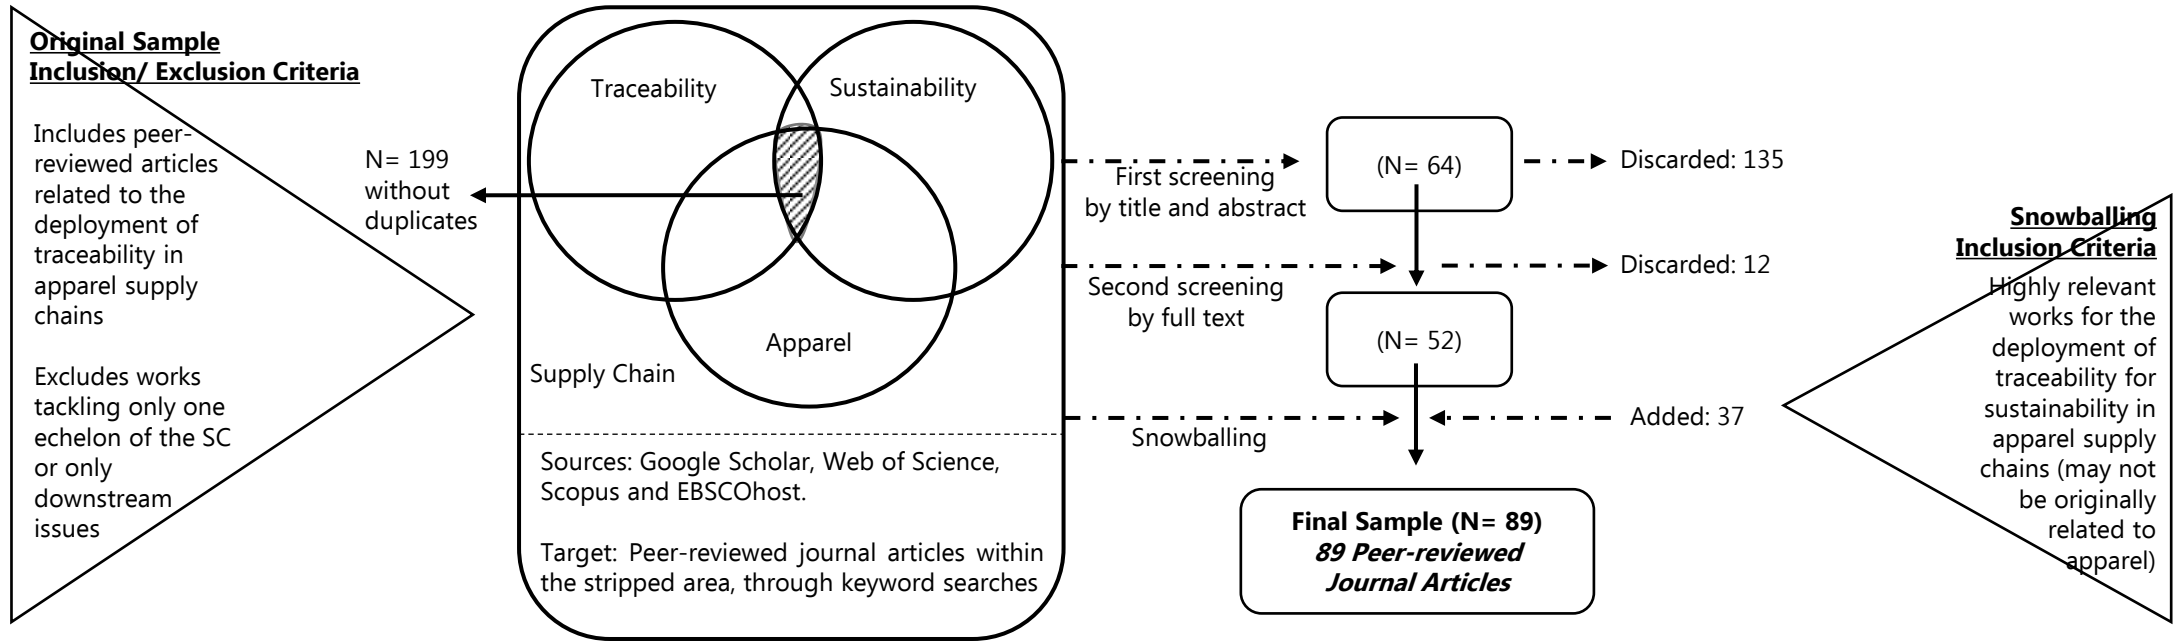 Original Sample
Inclusion/ Exclusion Criteria
Includes peer-
reviewed articles
related to the
deployment of
traceability in
apparel supply
chains
Excludes works
tackling only one
echelon of the SC
or only
downstream
issues
N= 199
without
duplicates
Traceability
Sustainability
Apparel
Supply Chain
Sources: Google Scholar, Web of Science,
Scopus and EBSCOhost.
Target: Peer-reviewed journal articles within
the stripped area, through keyword searches
First screening
by title and abstract
(N= 64)
Discarded: 135
Second screening
by full text
Discarded: 12
(N= 52)
Snowballing
Added: 37
Final Sample (N= 89)
89 Peer-reviewed
Journal Articles
Snowballing
Inclusion Criteria
Highly relevant
works for the
deployment of
traceability for
sustainability in
apparel supply
chains (may not
be originally
related to
apparel)